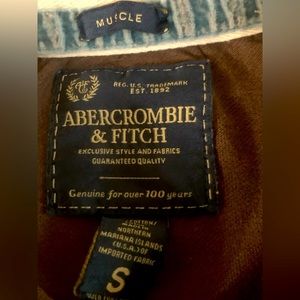 MUSCLE
REG. U.S. TRADEMARK
EST. 1892
ABERCROMBIE
& FITCH
EXCLUSIVE STYLE AND FABRICS
GUARANTEED QUALITY
Genuine for over 100 years
NORTHERN
MARIANA ISLANDS
(U.S.A.) OF
IMPORTED FABRIC
S